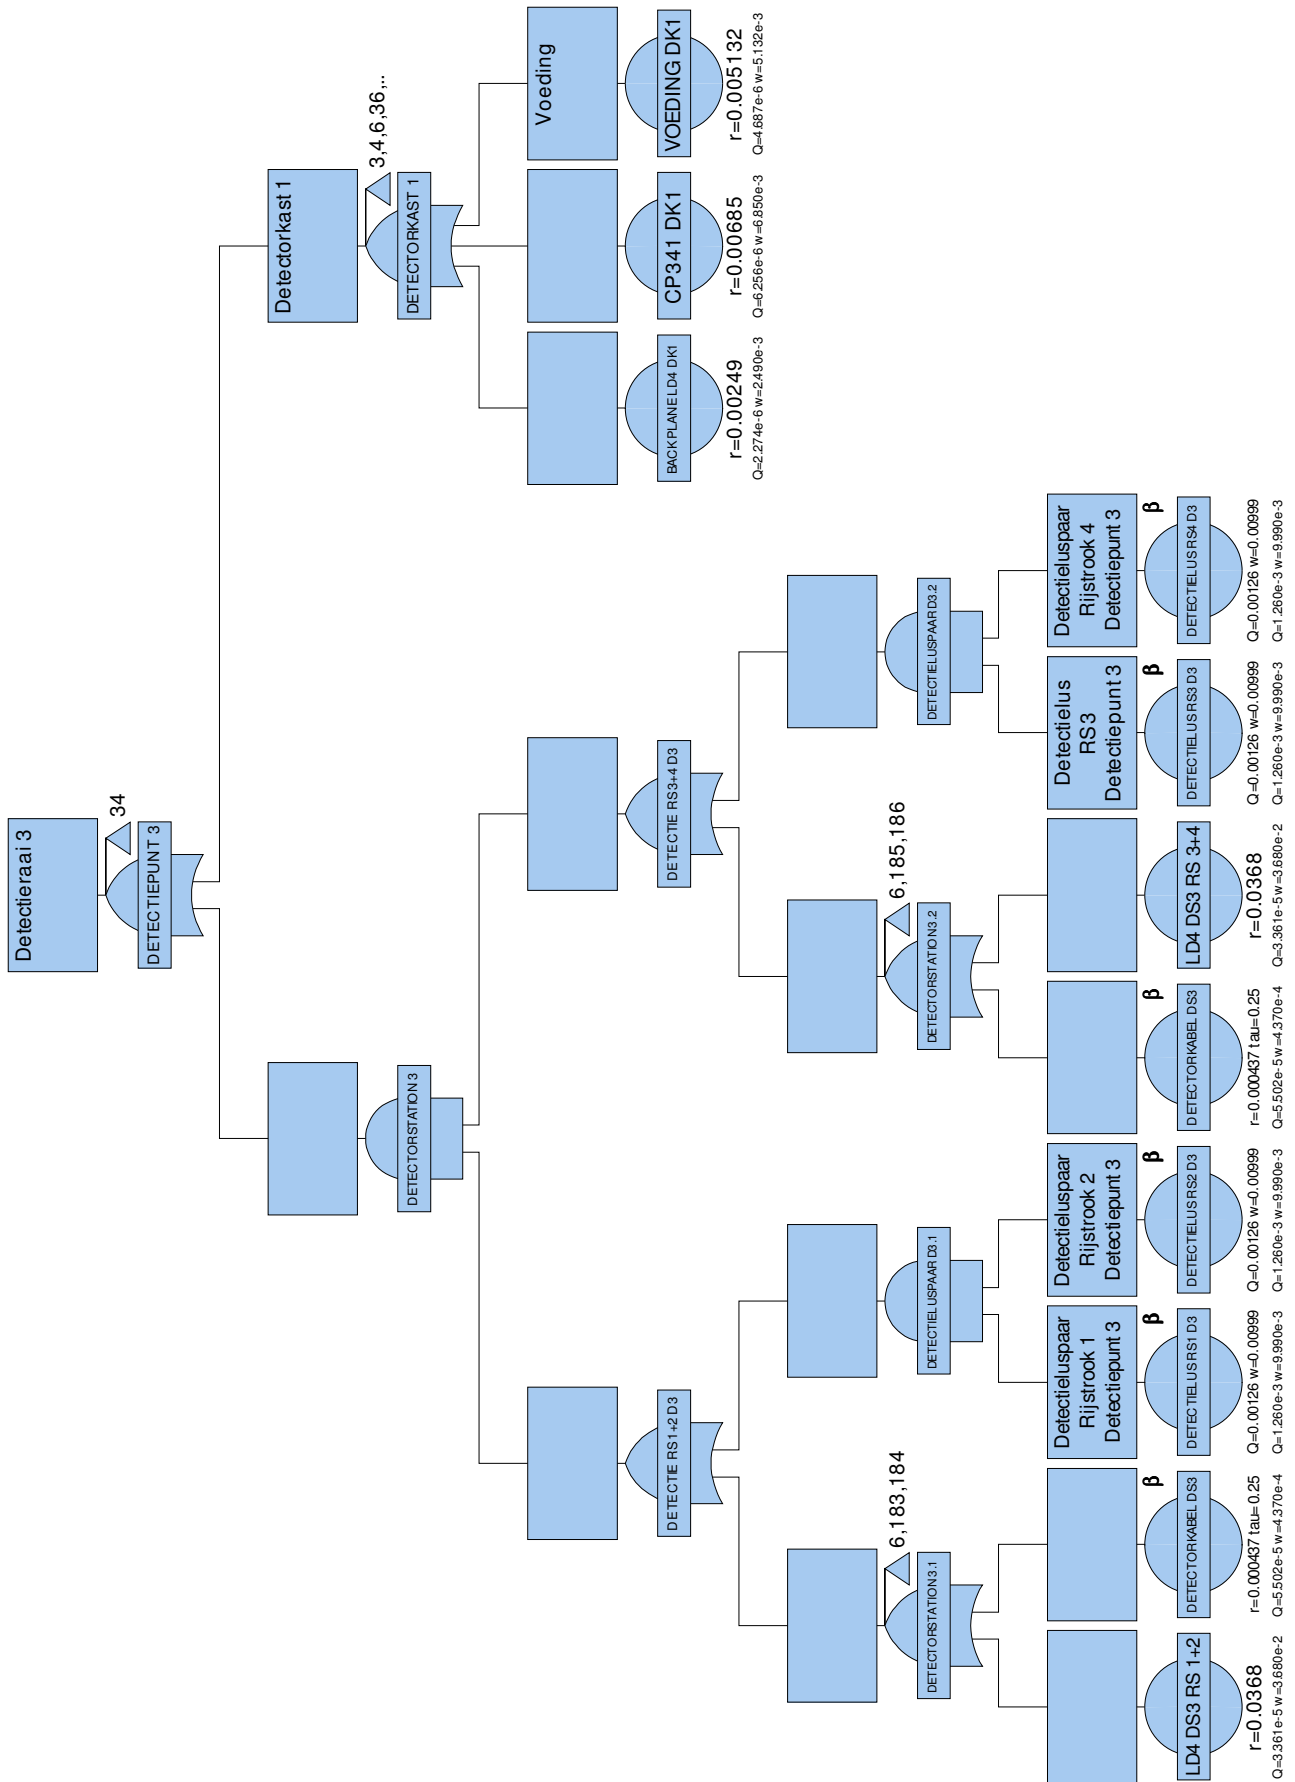 Detectieraai 3
34
DETECTIEPUNT 3
Detectorkast 1
3,4,6,36,..
DETECTORKAST 1
DETECTORSTATION 3
Voeding
BACKPLANE LD4 DK1
r=0.00249
Q=2.274e-6 w=2.490e-3
CP341 DK1
r=0.00685
Q=6.256e-6 w=6.850e-3
VOEDING DK1
r=0.005132
Q=4.687e-6 w=5.132e-3
DETECTIE RS1+2 D3
DETECTIE RS3+4 D3
6,183,184
DETECTORSTATION3.1
DETECTIELUSPAAR D3.1
6,185,186
DETECTORSTATION3.2
DETECTIELUSPAAR D3.2
LD4 DS3 RS 1+2
r=0.0368
Q=3.361e-5 w=3.680e-2
β
DETECTORKABEL DS3
r=0.000437 tau=0.25
Q=5.502e-5 w=4.370e-4
Detectieluspaar
Rijstrook 1
Detectiepunt 3
β
DETECTIELUS RS1 D3
Q=0.00126 w=0.00999
Q=1.260e-3 w=9.990e-3
Detectieluspaar
Rijstrook 2
Detectiepunt 3
β
DETECTIELUS RS2 D3
Q=0.00126 w=0.00999
Q=1.260e-3 w=9.990e-3
β
DETECTORKABEL DS3
r=0.000437 tau=0.25
Q=5.502e-5 w=4.370e-4
LD4 DS3 RS 3+4
r=0.0368
Q=3.361e-5 w=3.680e-2
Detectielus
RS3
Detectiepunt 3
β
DETECTIELUS RS3 D3
Q=0.00126 w=0.00999
Q=1.260e-3 w=9.990e-3
Detectieluspaar
Rijstrook 4
Detectiepunt 3
β
DETECTIELUS RS4 D3
Q=0.00126 w=0.00999
Q=1.260e-3 w=9.990e-3